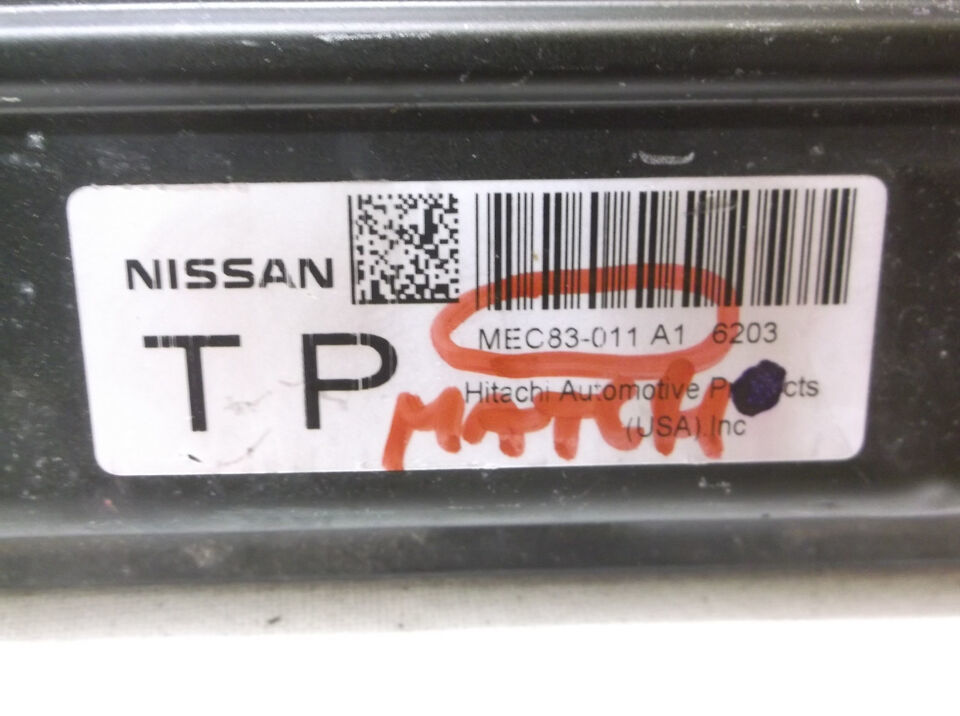 NISSAN
MEC83-011 A1 6203
TP
Hitachi Automotive Products
(USA).Inc
MATCH